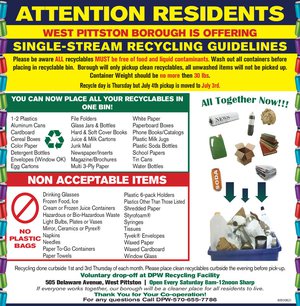 ATTENTION RESIDENTS
WEST PITTSTON BOROUGH IS OFFERING
SINGLE-STREAM RECYCLING GUIDELINES
Please be aware ALL recyclables MUST be free of food and liquid contaminants. Wash out all containers before
placing in recyclable bin. Borough will only pickup clean recyclables, all unwashed items will not be picked up.
Container Weight should be no more then 30 lbs.
Recycle day is Thursday but July 4th pickup is moved to July 3rd.
YOU CAN NOW PLACE ALL YOUR RECYCLABLES
IN ONE BIN!
1-2 Plastics
Aluminum Cans
Cardboard
Cereal Boxes
Color Paper
Detergent Bottles
Envelopes (Window OK)
Egg Cartons
File Folders
Glass Jars & Bottles
Hard & Soft Cover Books
Juice & Milk Cartons
Junk Mail
Newspaper/Inserts
Magazines/Brochures
Multi 3-Ply Paper
White Paper
Paperboard Boxes
Phone Books/Catalogs
Plastic Milk Jugs
Plastic Soda Bottles
School Papers
Tin Cans
Water Bottles
All Together Now!!!
SODA
NON ACCEPTABLE ITEMS
NO
PLASTIC
BAGS
Drinking Glasses
Frozen Food, Ice
Cream or Frozen Juice Containers
Hazardous or Bio-Hazardous Waste
Light Bulbs, Plates or Vases
Mirror, Ceramics or Pyrex®
Napkins
Needles
Paper To-Go Containers
Paper Towels
Plastic 6-pack Holders
Plastics Other Than Those Listed
Shredded Paper
Styrofoam®
Syringes
Tissues
Tyvek® Envelopes
Waxed Paper
Waxed Cardboard
Window Glass
Recycling done curbside 1st and 3rd Thursday of each month. Please place clean recyclables curbside the evening before pick-up.
Voluntary drop-off at DPW Recycling Facility
505 Delaware Avenue, West Pittston | Open Every Saturday 8am-12noon Sharp
If everyone works together, our borough will be a clean & enjoyable place to live.
Thank You for Your Co-operation!
For any questions Call DPW-570-655-7786